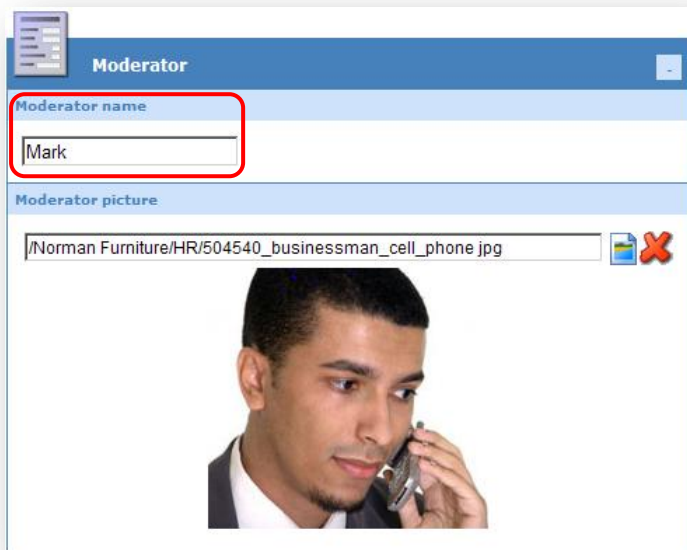 Moderator
-
Moderator name
Mark
Moderator picture
/Norman Furniture/HR/504540_businessman_cell_phone jpg